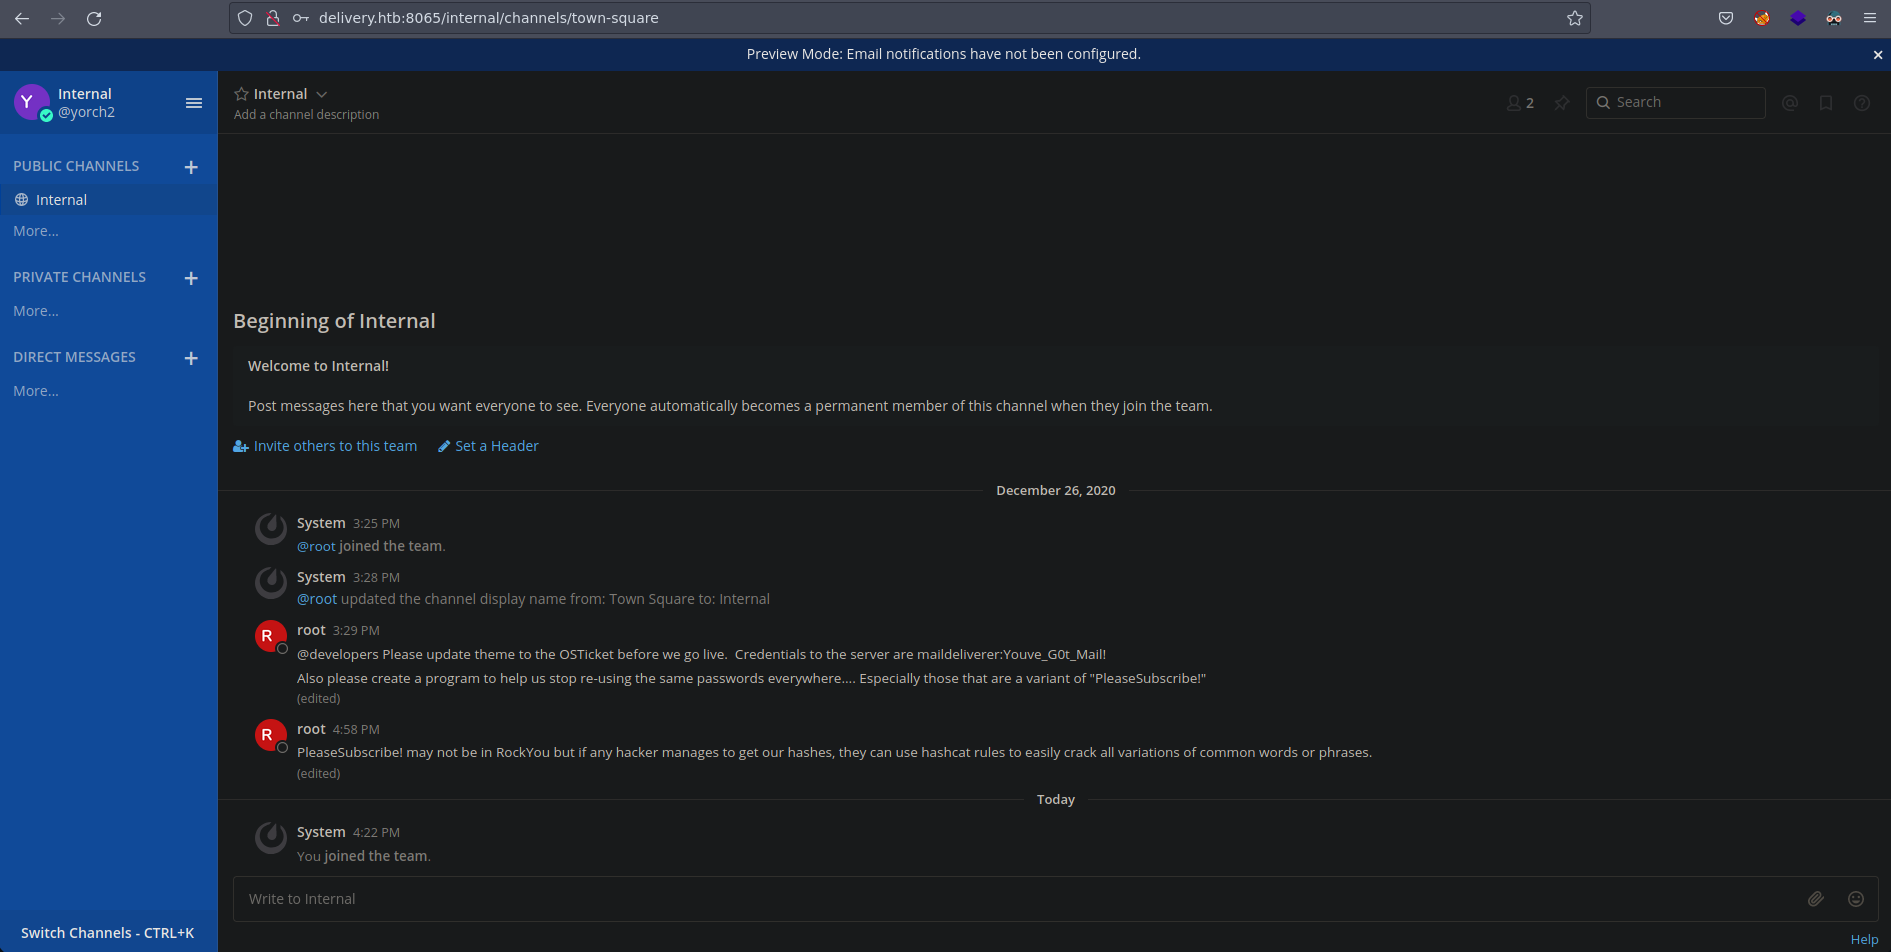 delivery.htb:8065/internal/channels/town-square
Preview Mode: Email notifications have not been configured.
Y
Internal
@yorch2
Internal
Add a channel description
2
Search
PUBLIC CHANNELS
Internal
More...
PRIVATE CHANNELS
More...
DIRECT MESSAGES
More...
Switch Channels - CTRL+K
Beginning of Internal
Welcome to Internal!
Post messages here that you want everyone to see. Everyone automatically becomes a permanent member of this channel when they join the team.
Invite others to this team Set a Header
December 26, 2020
System 3:25 PM
@root joined the team.
System 3:28 PM
@root updated the channel display name from: Town Square to: Internal
R
root 3:29 PM
@developers Please update theme to the OSTicket before we go live. Credentials to the server are maildeliverer:Youve_G0t_Mail!
Also please create a program to help us stop re-using the same passwords everywhere.... Especially those that are a variant of "PleaseSubscribe!"
(edited)
R
root 4:58 PM
PleaseSubscribe! may not be in RockYou but if any hacker manages to get our hashes, they can use hashcat rules to easily crack all variations of common words or phrases.
(edited)
Today
System 4:22 PM
You joined the team.
Write to Internal
Help